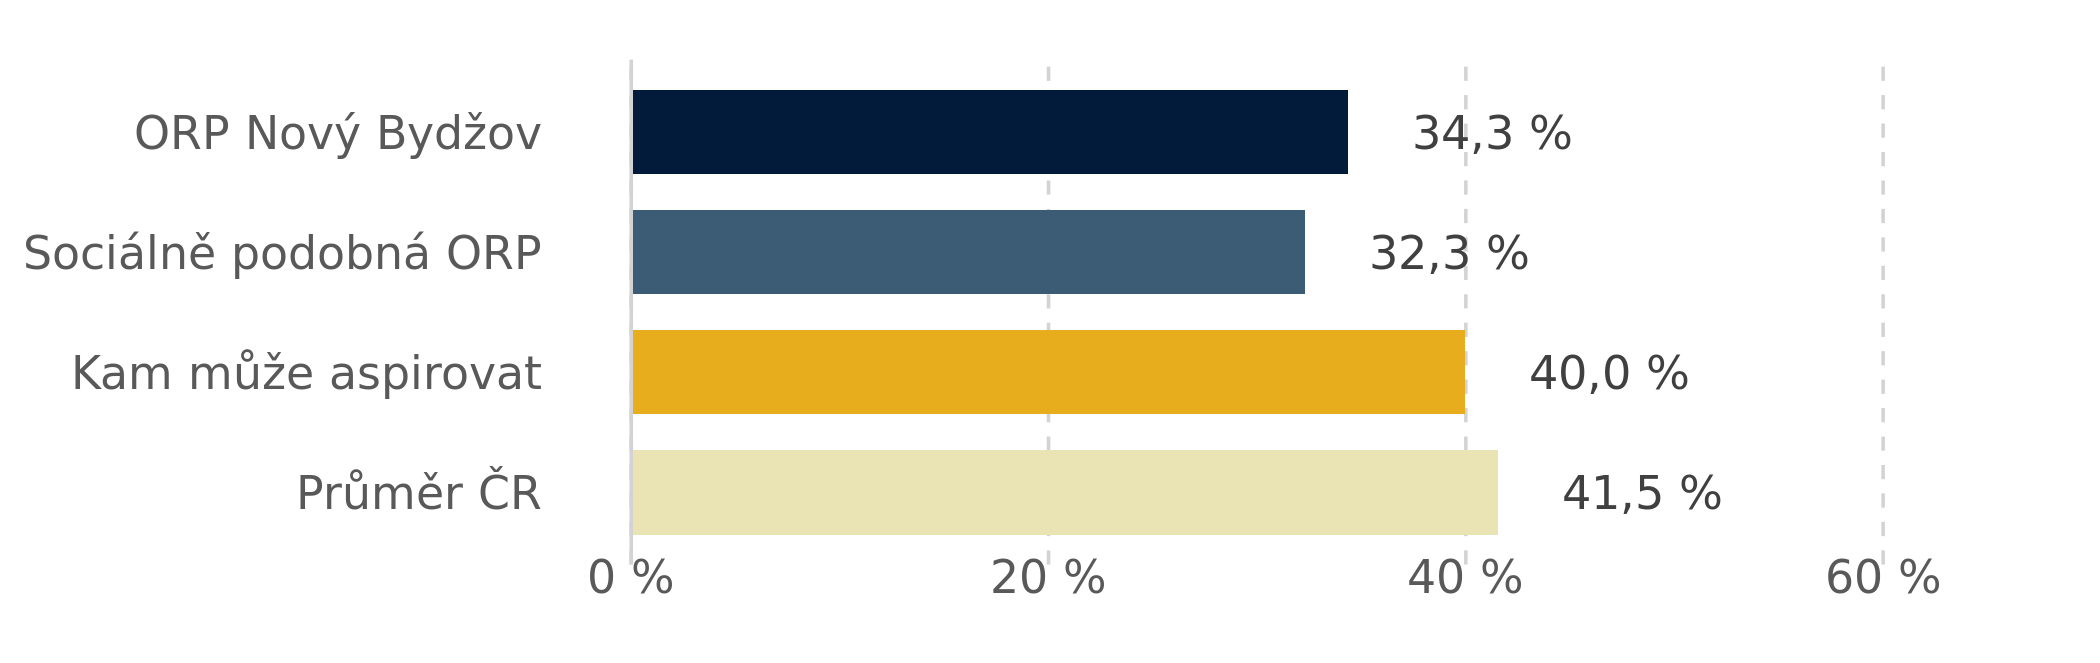 ORP Nový Bydžov 34,3 %
Sociálně podobná ORP 32,3 %
Kam může aspirovat 40,0 %
Průměr ČR 41,5 %
0 % 20 % 40 % 60 %